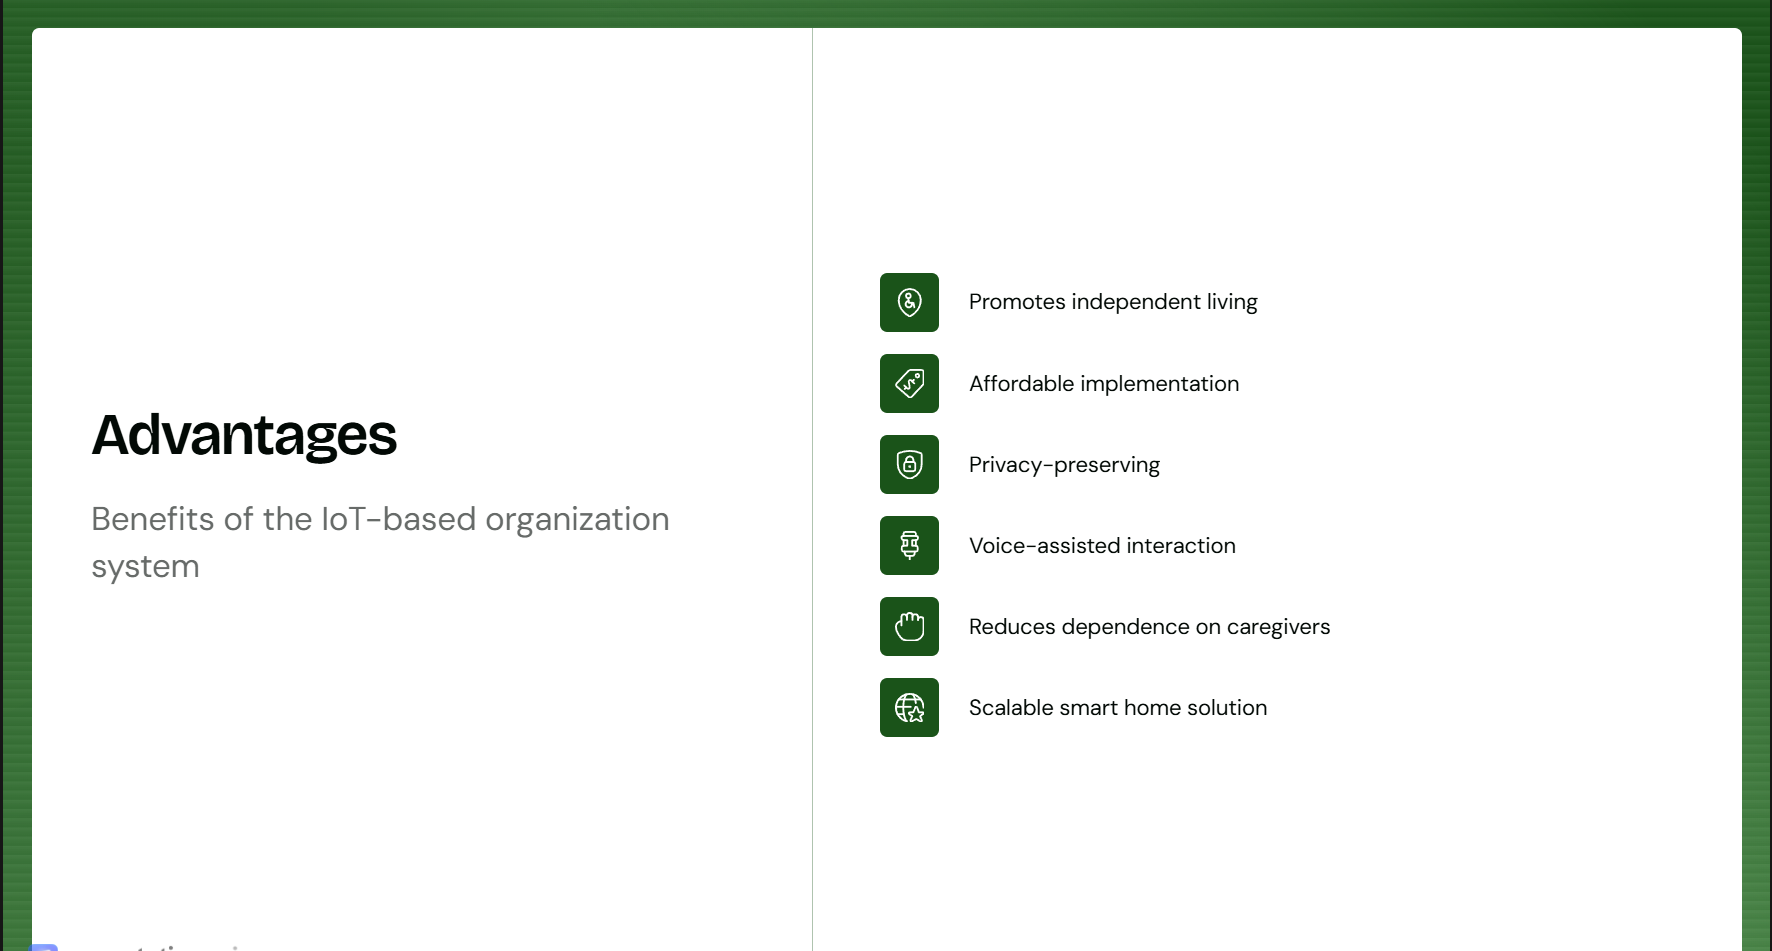 Advantages
Benefits of the IoT-based organization
system
Promotes independent living
Affordable implementation
Privacy-preserving
Voice-assisted interaction
Reduces dependence on caregivers
Scalable smart home solution